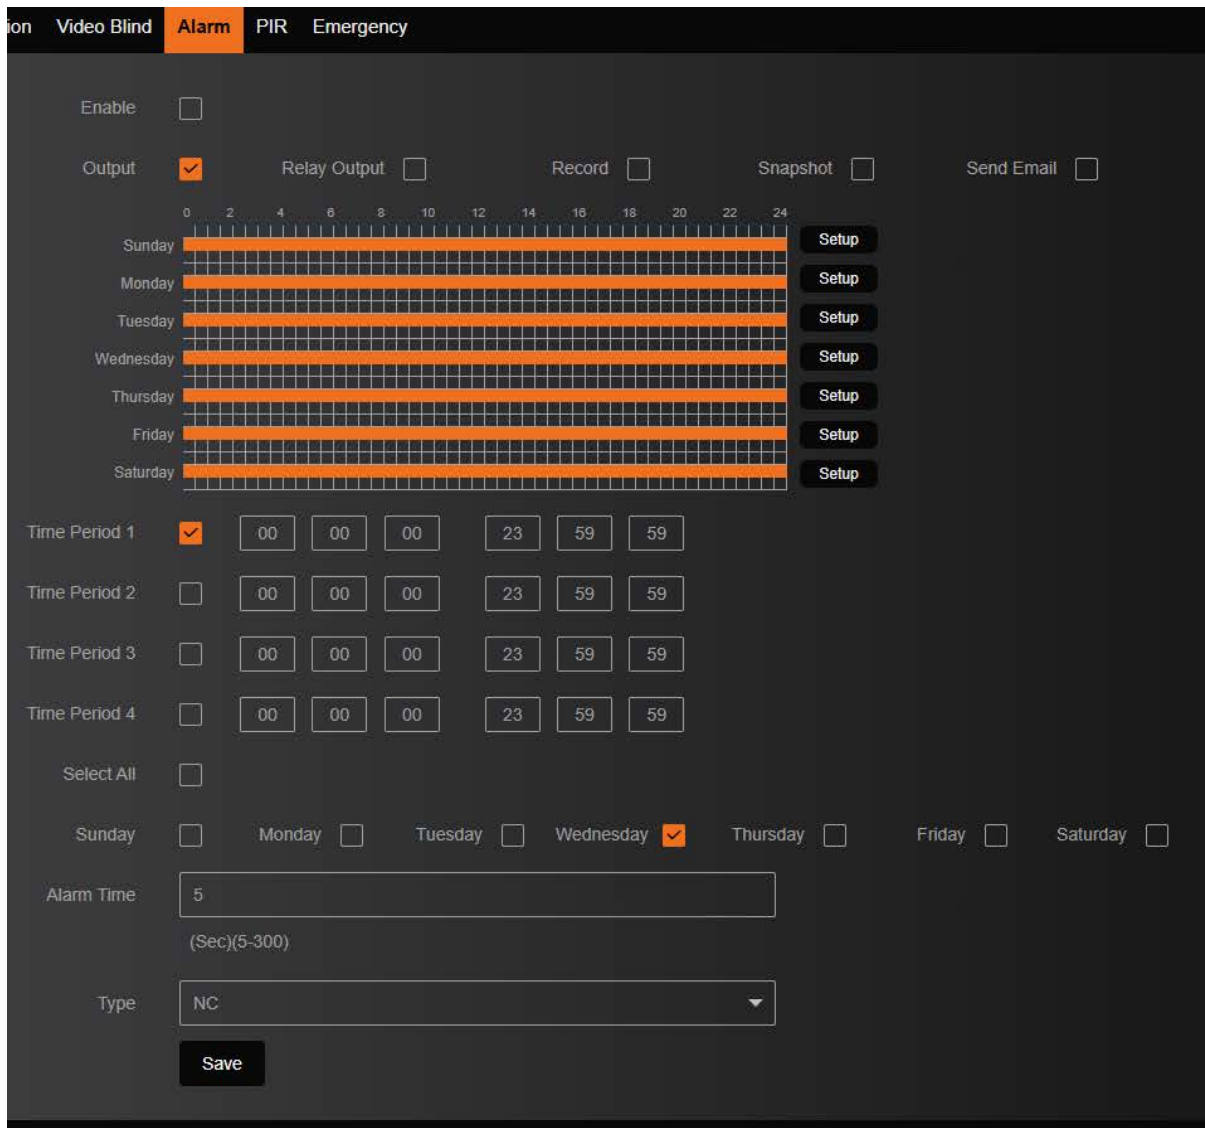 ion Video Blind Alarm PIR Emergency
Enable
Output Relay Output Record Snapshot Send Email
0 2 4 6 8 10 12 14 16 18 20 22 24
Sunday Setup
Monday Setup
Tuesday Setup
Wednesday Setup
Thursday Setup
Friday Setup
Saturday Setup
Time Period 1 00 00 00 23 59 59
Time Period 2 00 00 00 23 59 59
Time Period 3 00 00 00 23 59 59
Time Period 4 00 00 00 23 59 59
Select All
Sunday Monday Tuesday Wednesday Thursday Friday Saturday
Alarm Time 5
(Sec)(5-300)
Type NC
Save